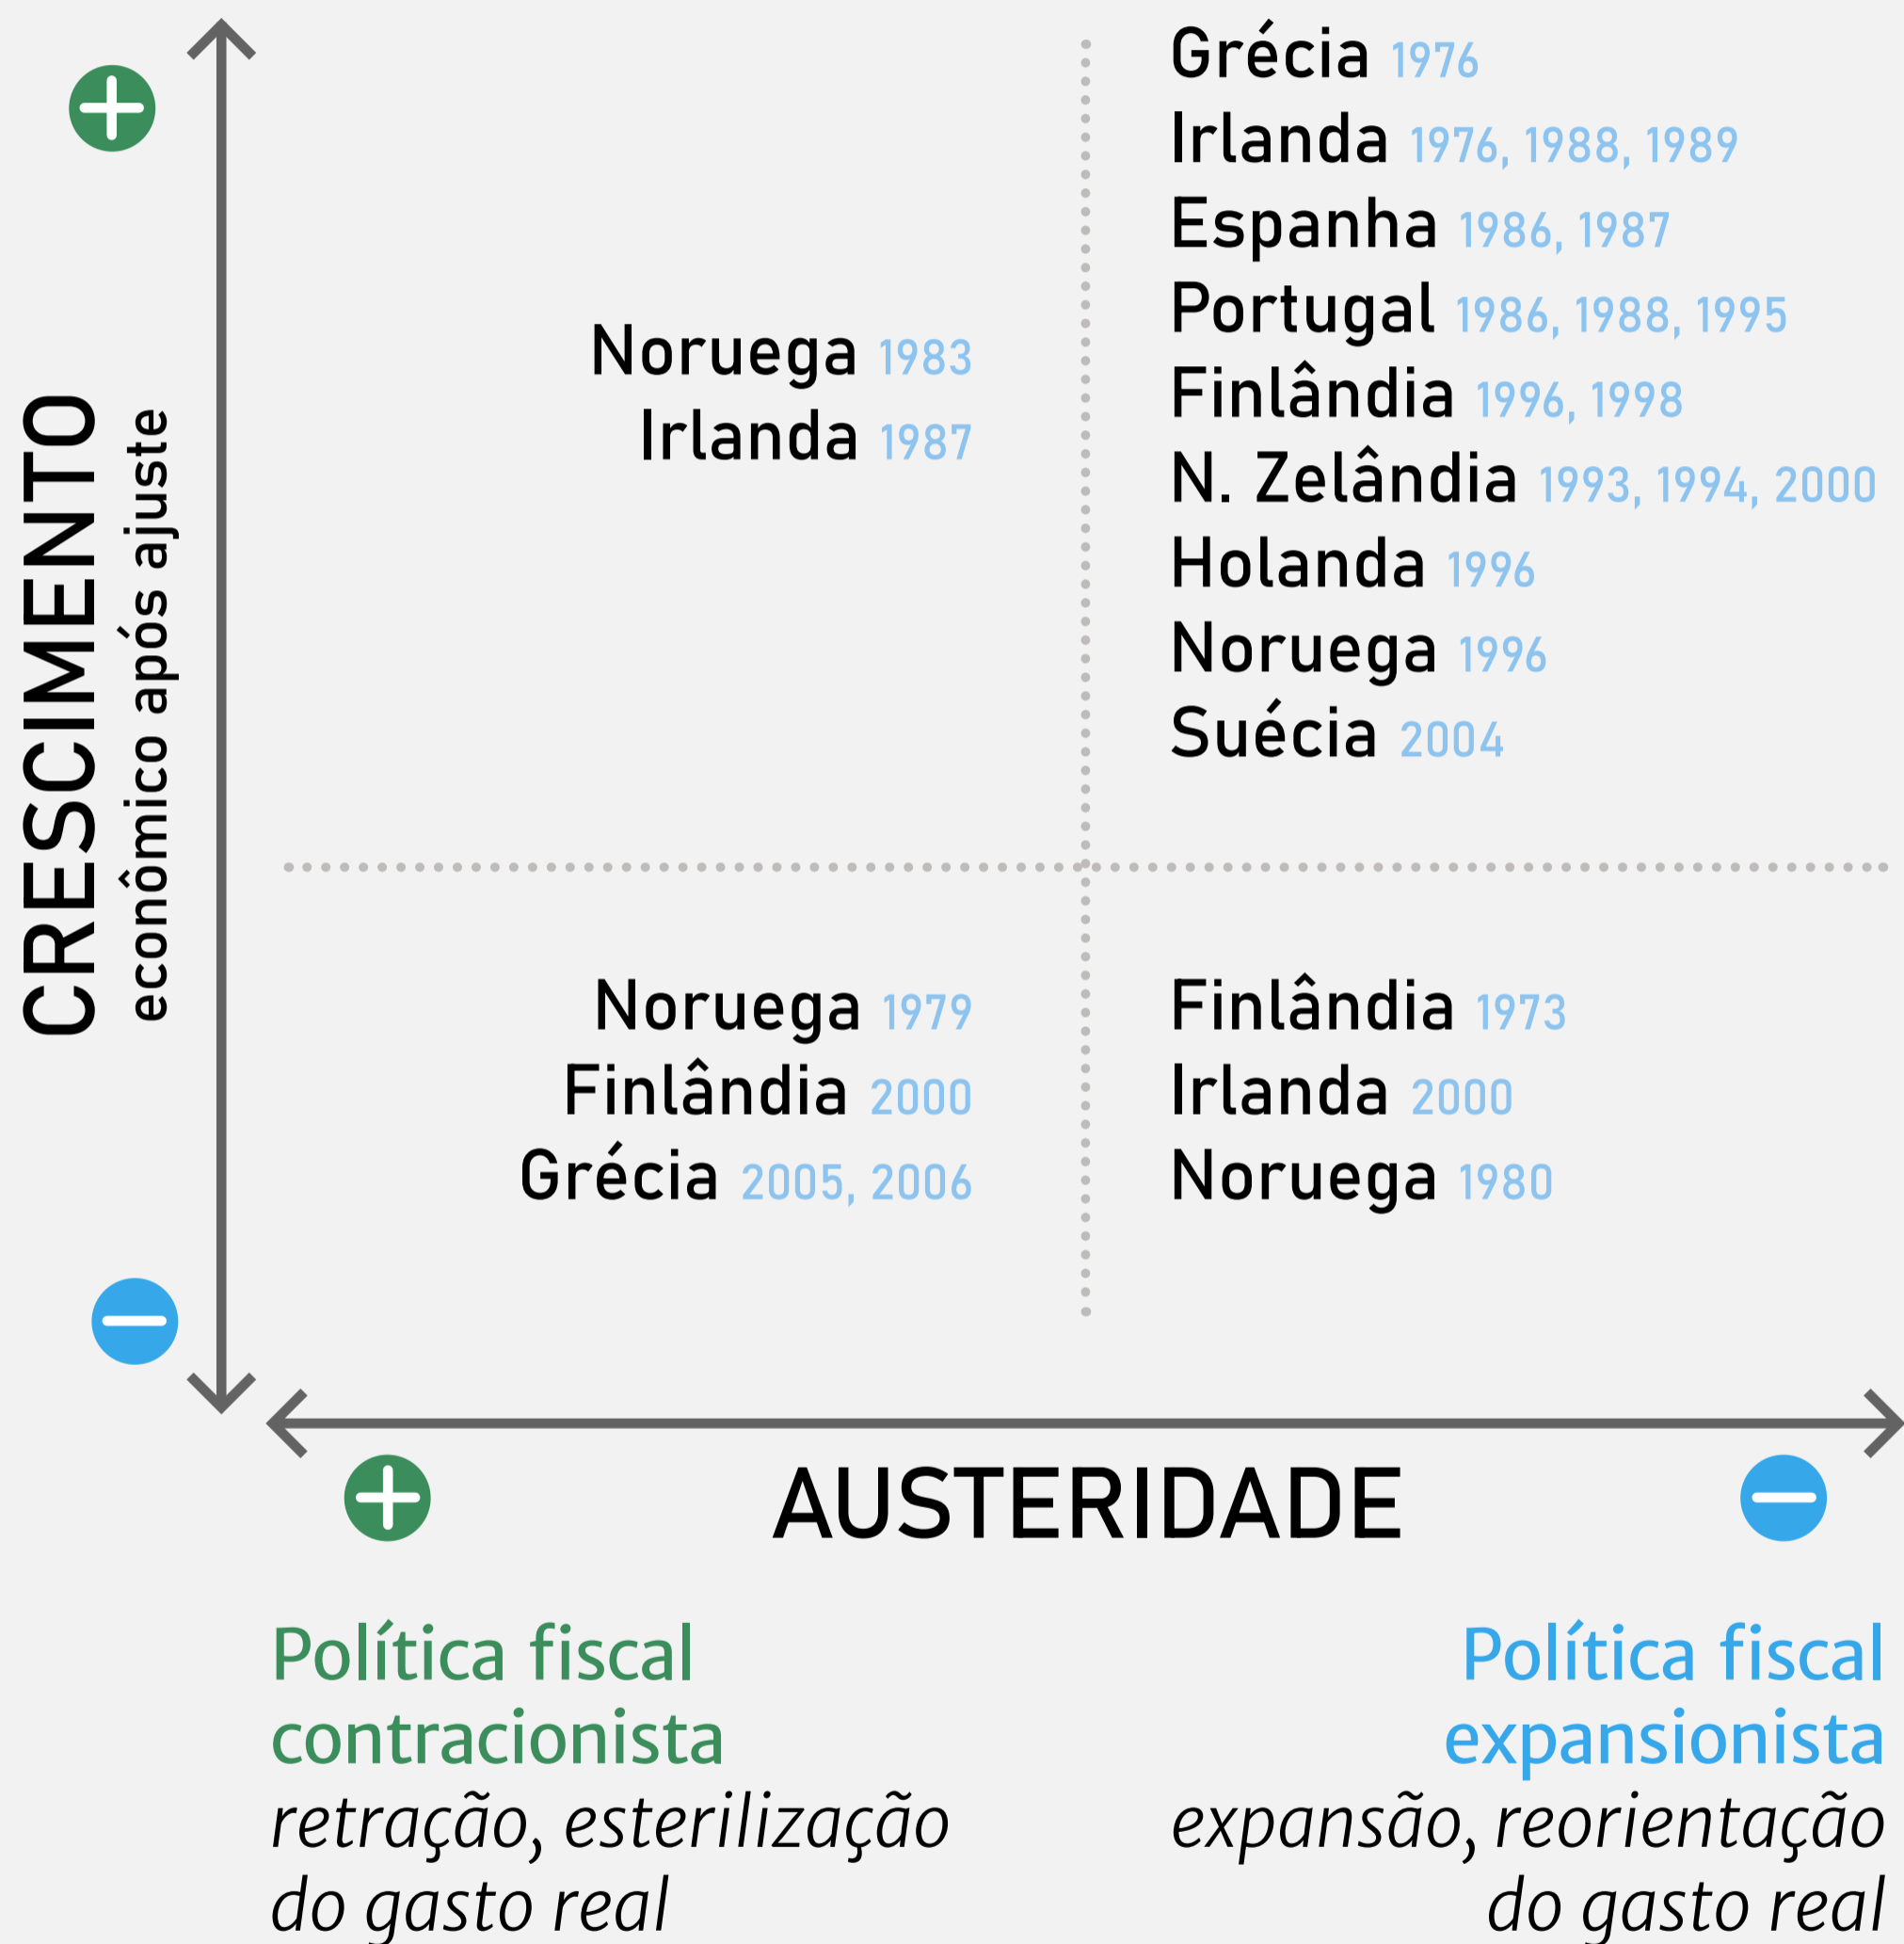 CRESCIMENTO
econômico após ajuste
Noruega 1983
Irlanda 1987
Grécia 1976
Irlanda 1976, 1988, 1989
Espanha 1986, 1987
Portugal 1986, 1988, 1995
Finlândia 1996, 1998
N. Zelândia 1993, 1994, 2000
Holanda 1996
Noruega 1996
Suécia 2004
Noruega 1979
Finlândia 2000
Grécia 2005, 2006
Finlândia 1973
Irlanda 2000
Noruega 1980
AUSTERIDADE
Política fiscal
contracionista
retração, esterilização
do gasto real
Política fiscal
expansionista
expansão, reorientação
do gasto real